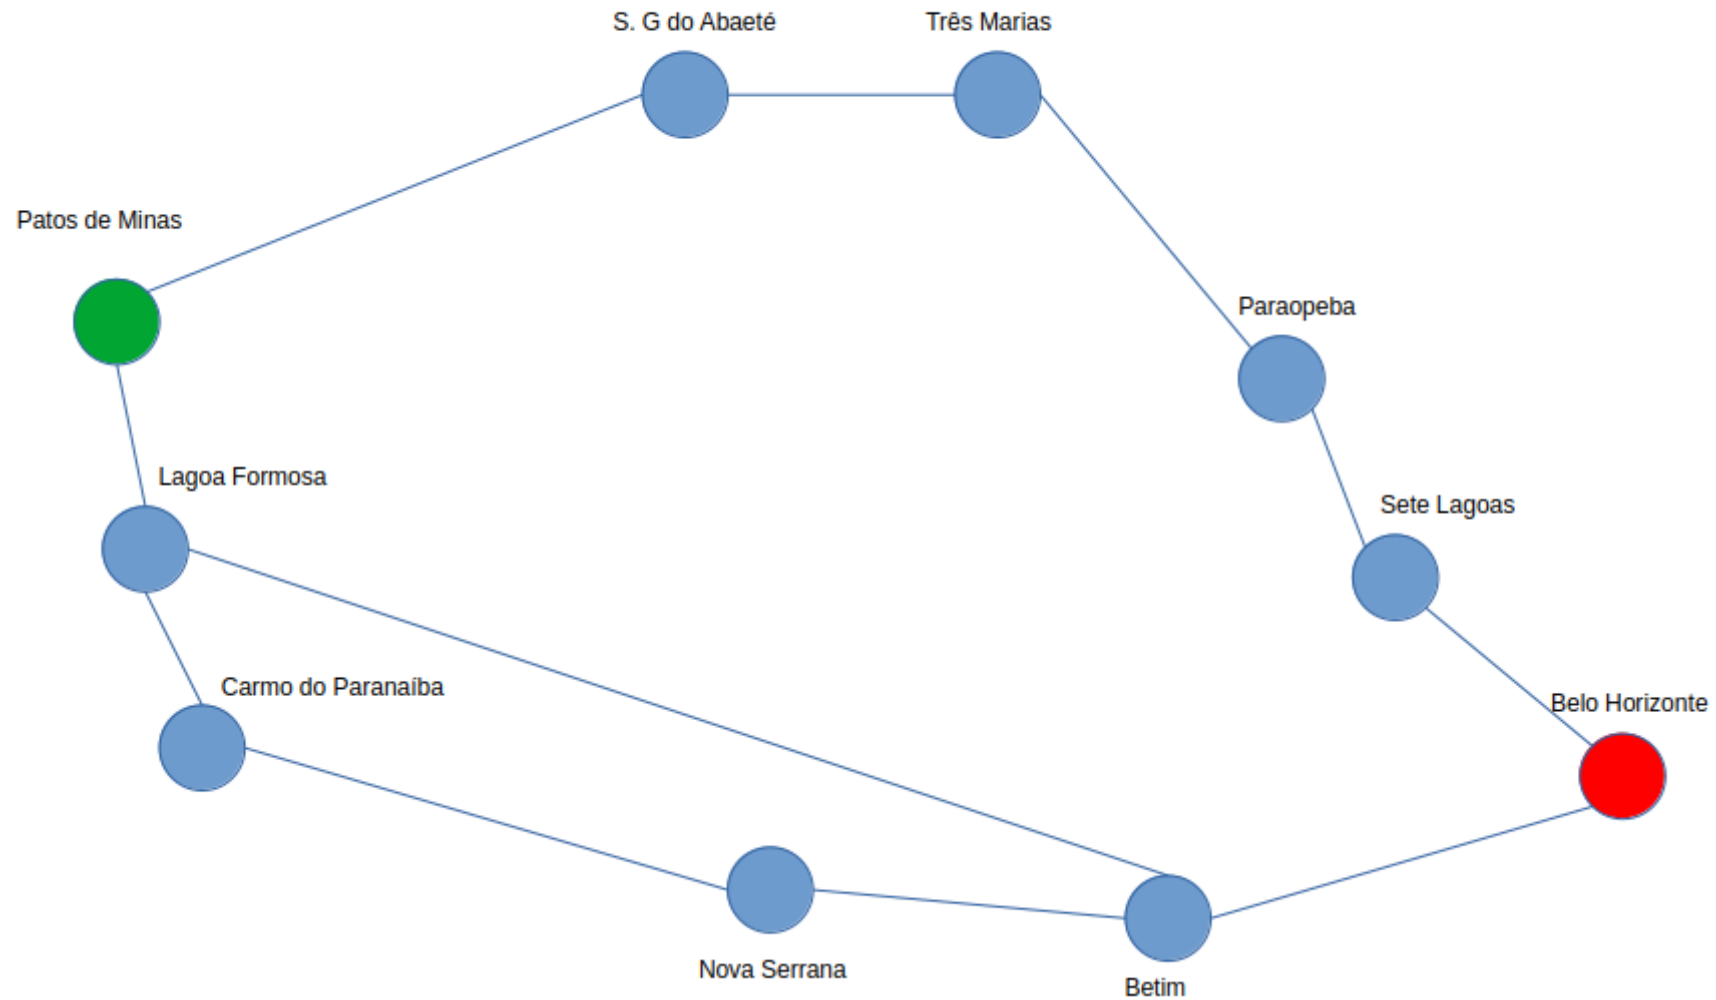 S. G do Abaeté
Três Marias
Patos de Minas
Paraopeba
Lagoa Formosa
Sete Lagoas
Carmo do Paranaíba
Belo Horizonte
Nova Serrana
Betim